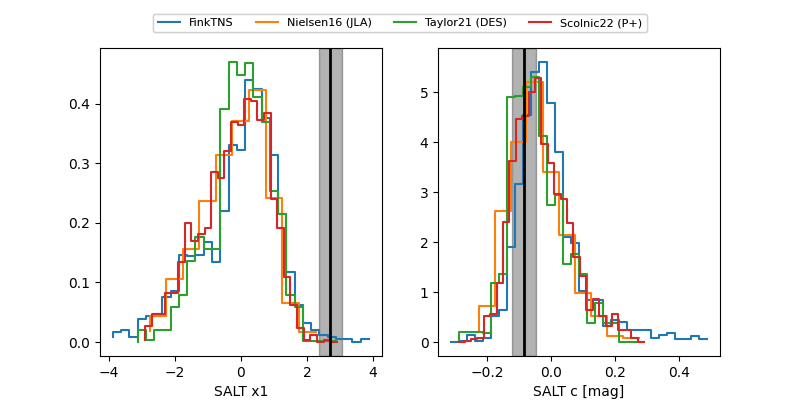 FinkTNS Nielsen16 (JLA) Taylor21 (DES) Scolnic22 (P+)
0.4
0.3
0.2
0.1
0.0
−4 −2 0 2 4
SALT x1
5
4
3
2
1
0
−0.2 0.0 0.2 0.4
SALT c [mag]